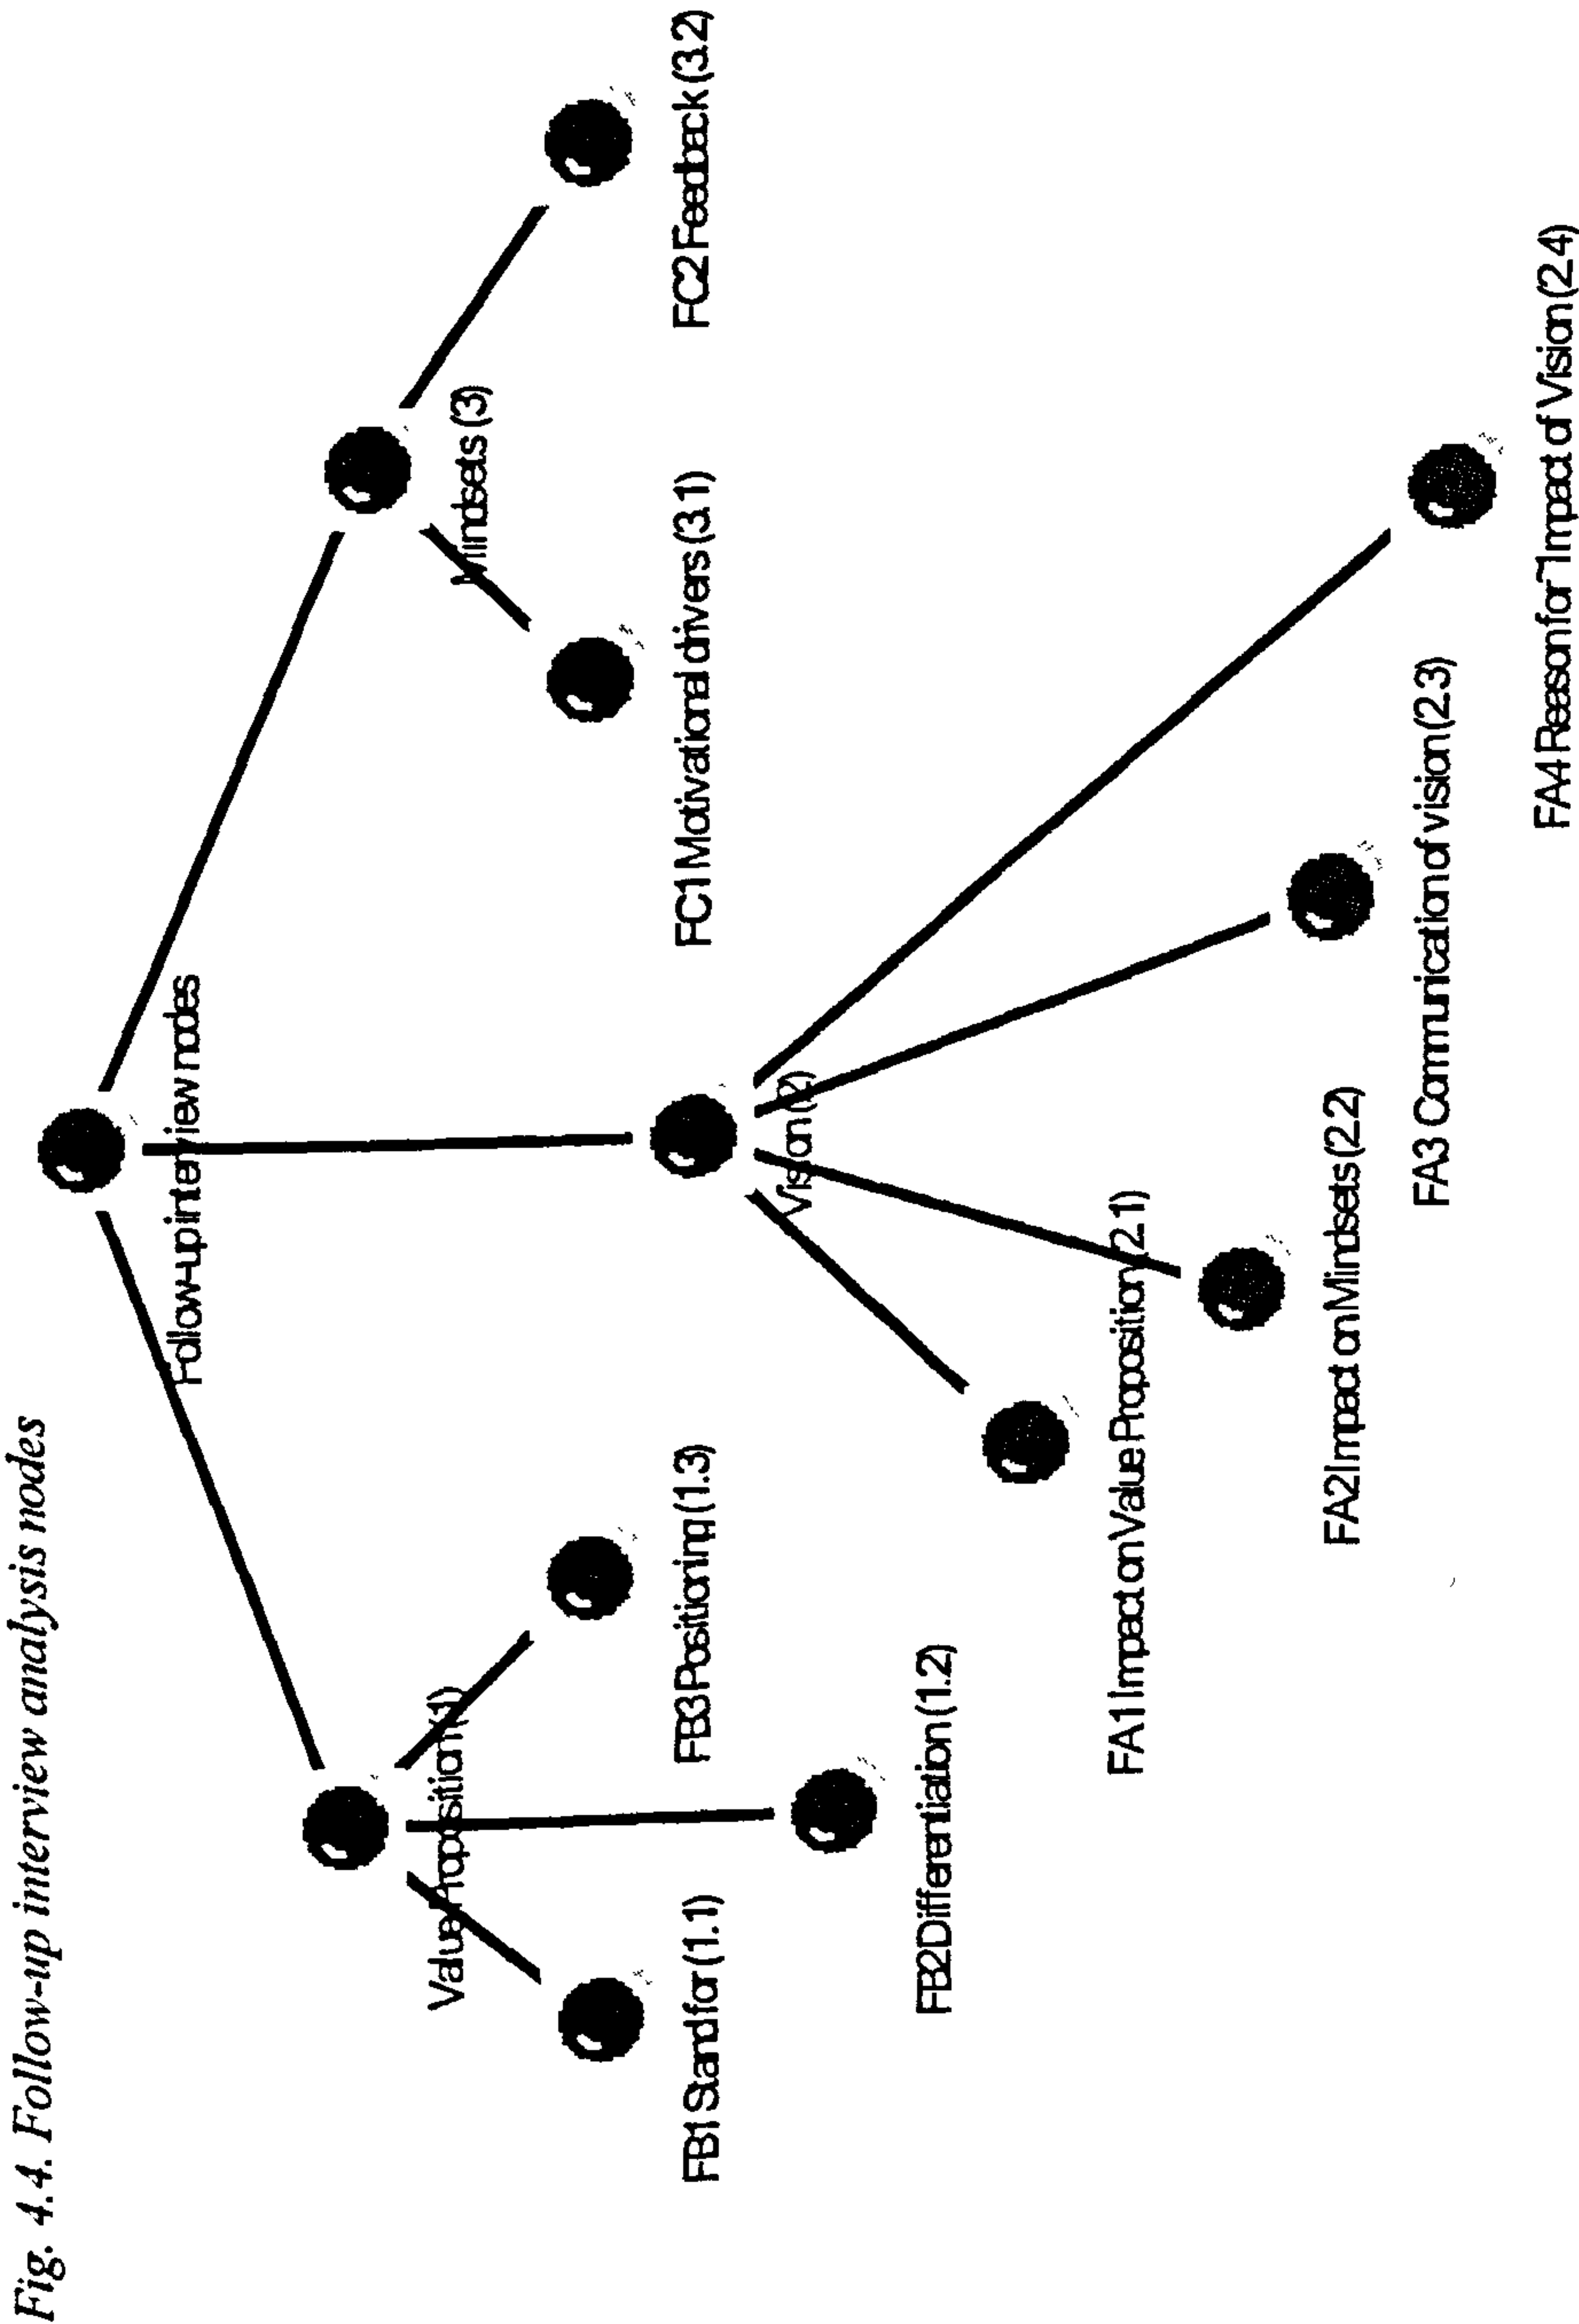 Fig. 4.4. Follow-up interview analysis nodes
Follow-up interview nodes
Value Proposition (1)
Mindsets (3)
FB1 Stand for (1.1)
FB3 Positioning (1.3)
FC1 Motivational drivers (3.1)
FC2 Feedback (3.2)
Vision (2)
FB2 Differentiation (1.2)
FA1 Impact on Value Proposition (2.1)
FA2 Impact on Mindsets (2.2)
FA3 Communication of vision (2.3)
FA4 Reason for "Impact of Vision (2.4)